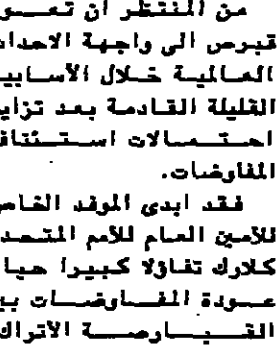 من المنتظر ان تعود
قبرص الى واجهة الاحداث
العالمية خلال الأسابيع
القليلة القادمة بعد تزايد
احتمالات استئناف
المفاوضات.
فقد ابدى الموفد الخاص
للأمين العام للأمم المتحدة
كلارك تفاؤلا كبيرا حيال
عودة المفاوضات بين
القبارصة الأتراك